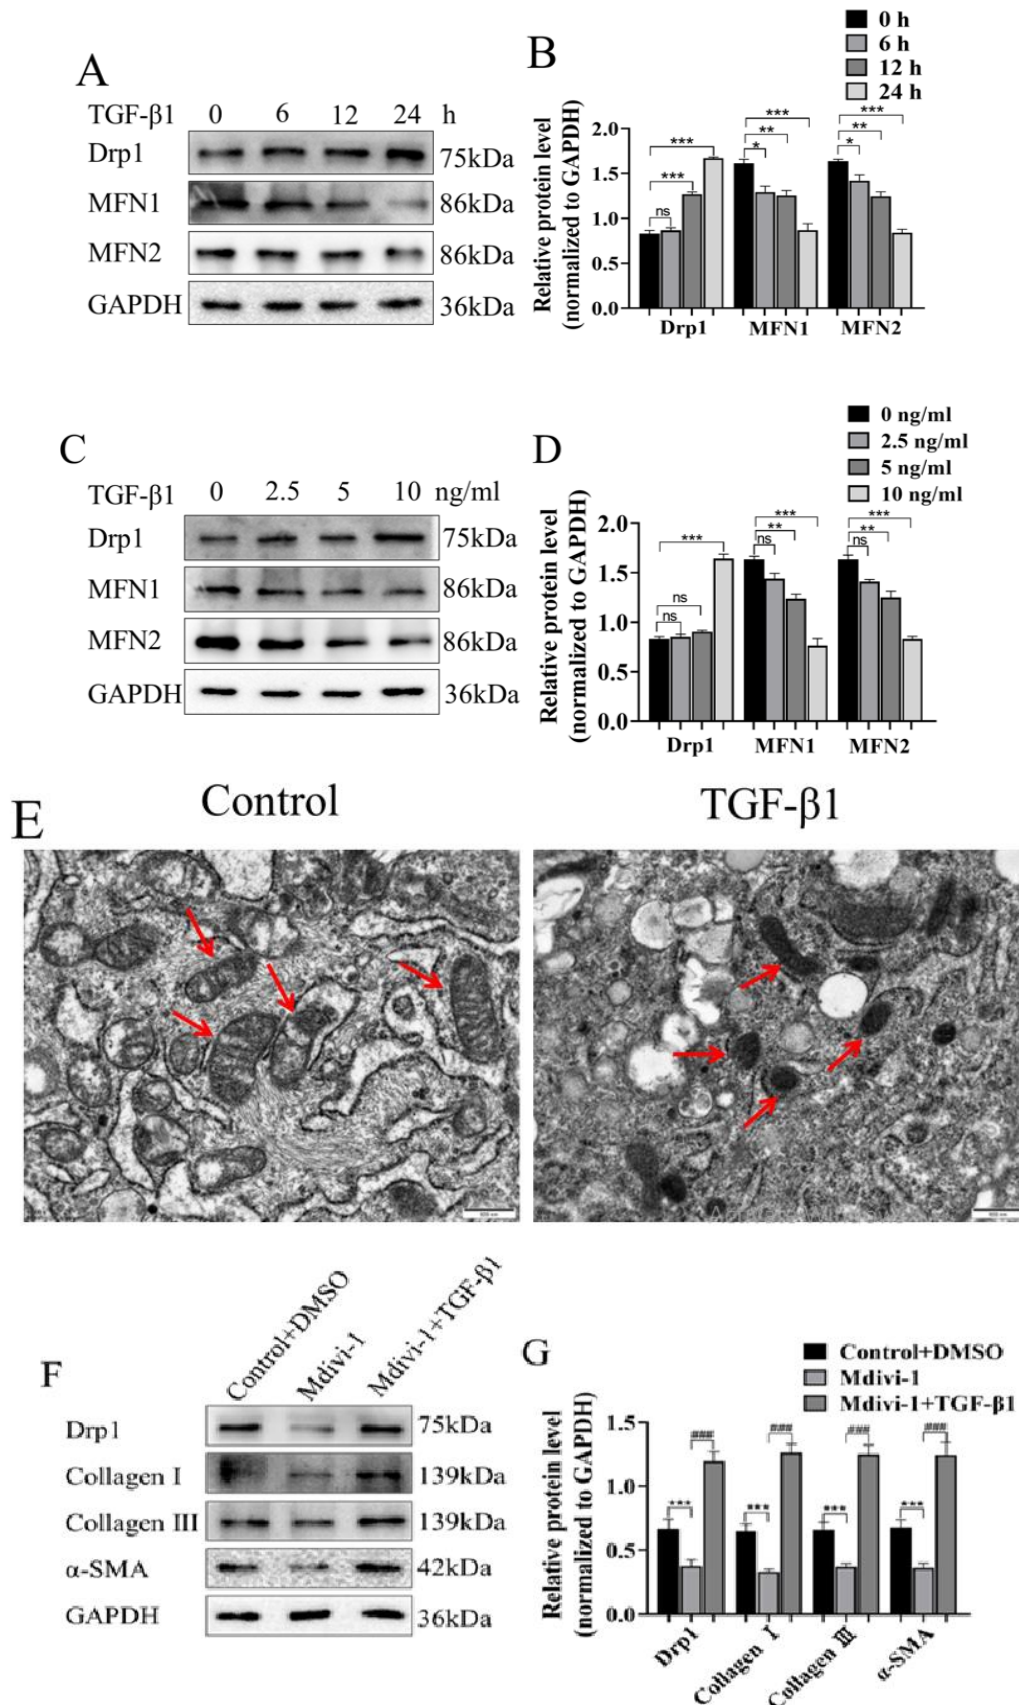 A
TGF-β1 0 6 12 24 h
Drp1 75kDa
MFN1 86kDa
MFN2 86kDa
GAPDH 36kDa
B
0 h
6 h
12 h
24 h
Relative protein level
(normalized to GAPDH)
2.0
1.5
1.0
0.5
0.0
ns *** ***
* ** ***
* ** ***
Drp1 MFN1 MFN2
C
TGF-β1 0 2.5 5 10 ng/ml
Drp1 75kDa
MFN1 86kDa
MFN2 86kDa
GAPDH 36kDa
D
0 ng/ml
2.5 ng/ml
5 ng/ml
10 ng/ml
Relative protein level
(normalized to GAPDH)
2.0
1.5
1.0
0.5
0.0
ns ns ***
ns ** ***
ns ** ***
Drp1 MFN1 MFN2
E
Control TGF-β1
F
Control+DMSO
Mdivi-1
Mdivi-1+TGF-β1
Drp1 75kDa
Collagen I 139kDa
Collagen III 139kDa
α-SMA 42kDa
GAPDH 36kDa
G
Control+DMSO
Mdivi-1
Mdivi-1+TGF-β1
Relative protein level
(normalized to GAPDH)
1.5
1.0
0.5
0.0
*** ###
*** ###
*** ###
*** ###
Drp1
Collagen I
Collagen III
α-SMA